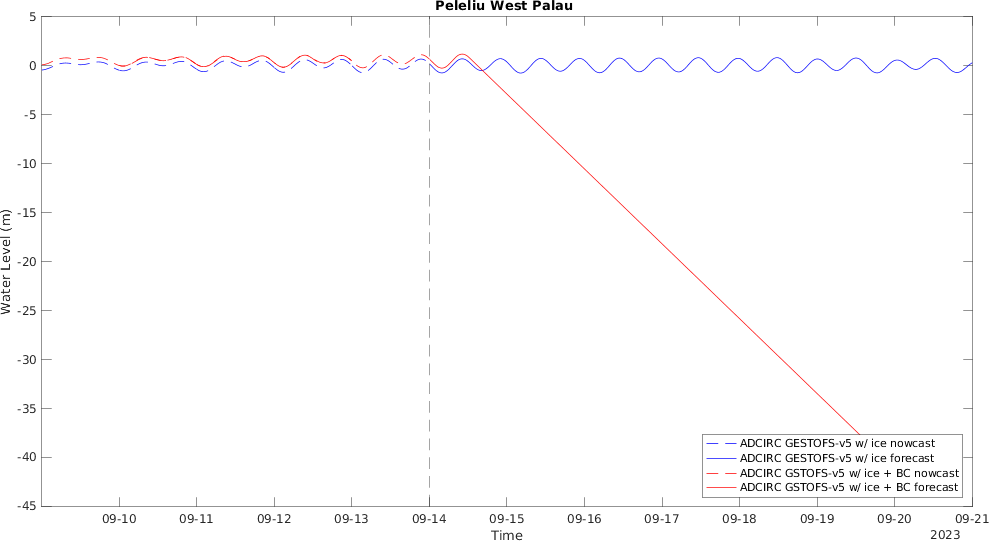 Peleliu West Palau
5
0
-5
-10
-15
-20
-25
-30
-35
-40
-45
Water Level (m)
ADCIRC GESTOFS-v5 w/ ice nowcast
ADCIRC GESTOFS-v5 w/ ice forecast
ADCIRC GSTOFS-v5 w/ ice + BC nowcast
ADCIRC GSTOFS-v5 w/ ice + BC forecast
09-10 09-11 09-12 09-13 09-14 09-15 09-16 09-17 09-18 09-19 09-20 09-21
Time
2023